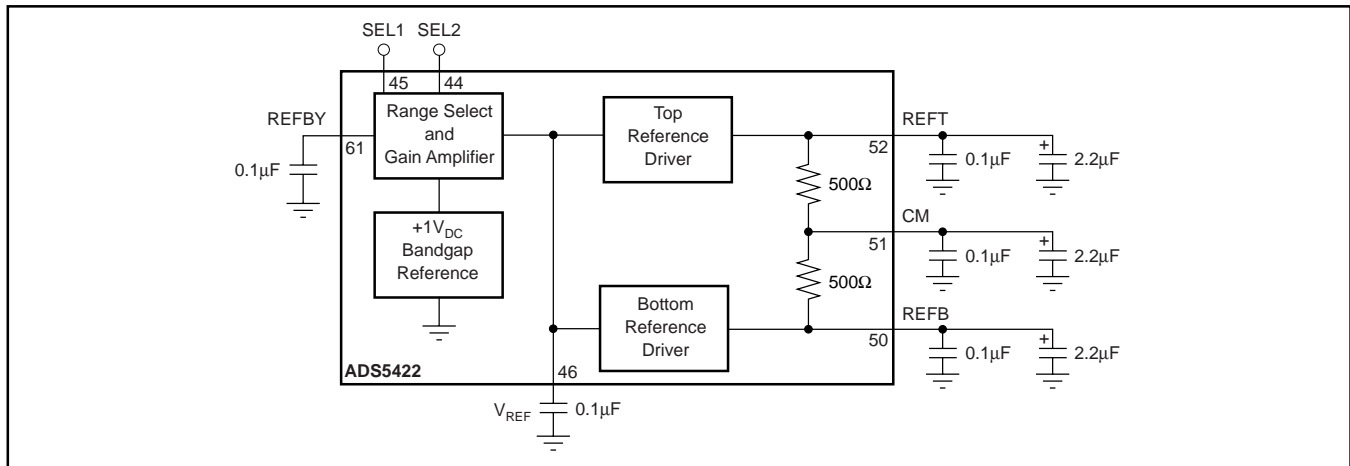 SEL1 SEL2
45 44
REFBY
61
0.1µF
Range Select
and
Gain Amplifier
+1VDC
Bandgap
Reference
Top
Reference
Driver
Bottom
Reference
Driver
500Ω
500Ω
REFT
52
0.1µF
+
2.2µF
CM
51
0.1µF
+
2.2µF
REFB
50
0.1µF
+
2.2µF
ADS5422
46
VREF
0.1µF